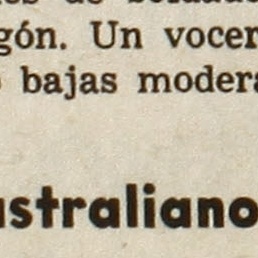 gón. Un vocer
bajas modera
ustraliano